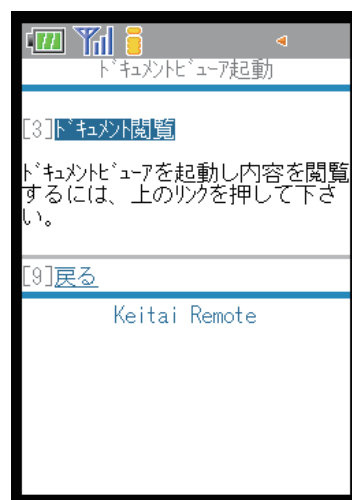 ﾄﾞｷｭﾒﾝﾄﾋﾞｭｰｱ起動
[3]ﾄﾞｷｭﾒﾝﾄ閲覧
ﾄﾞｷｭﾒﾝﾄﾋﾞｭｰｱを起動し内容を閲覧
するには、上のﾘﾝｸを押して下さ
い。
[9]戻る
Keitai Remote